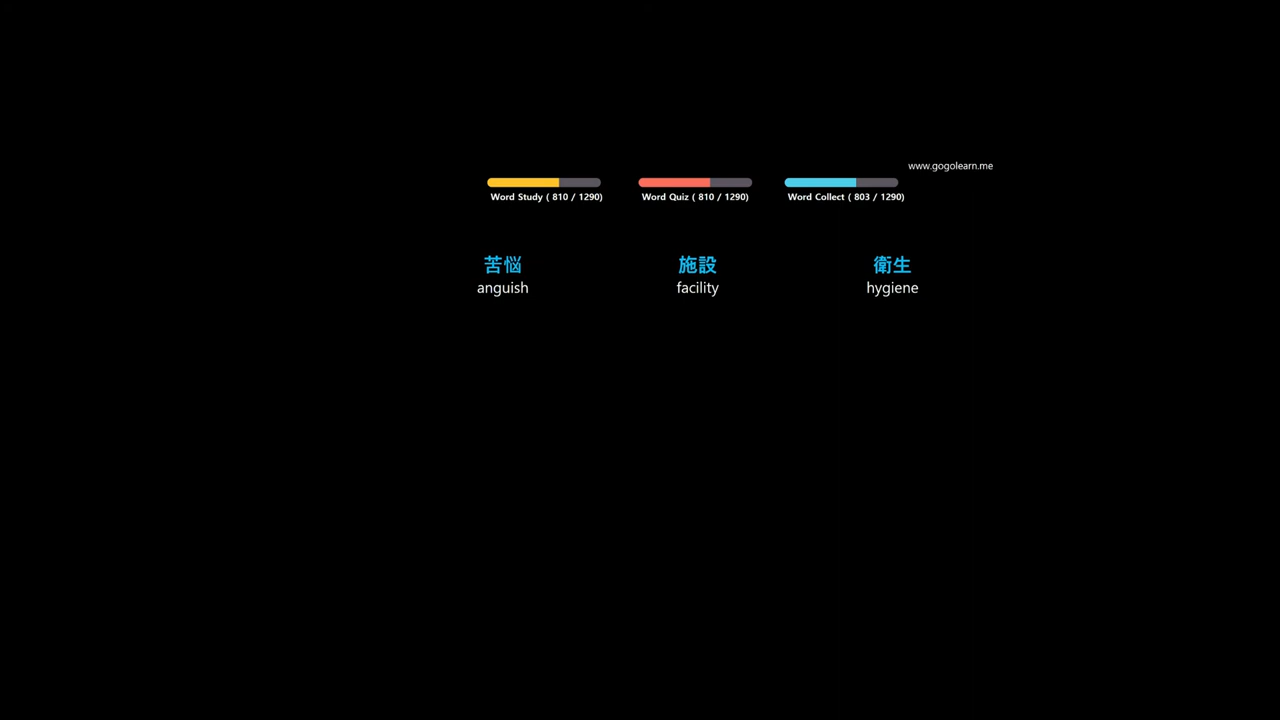 www.gogolearn.me
Word Study ( 810 / 1290)
Word Quiz ( 810 / 1290)
Word Collect ( 803 / 1290)
苦悩
anguish
施設
facility
衛生
hygiene